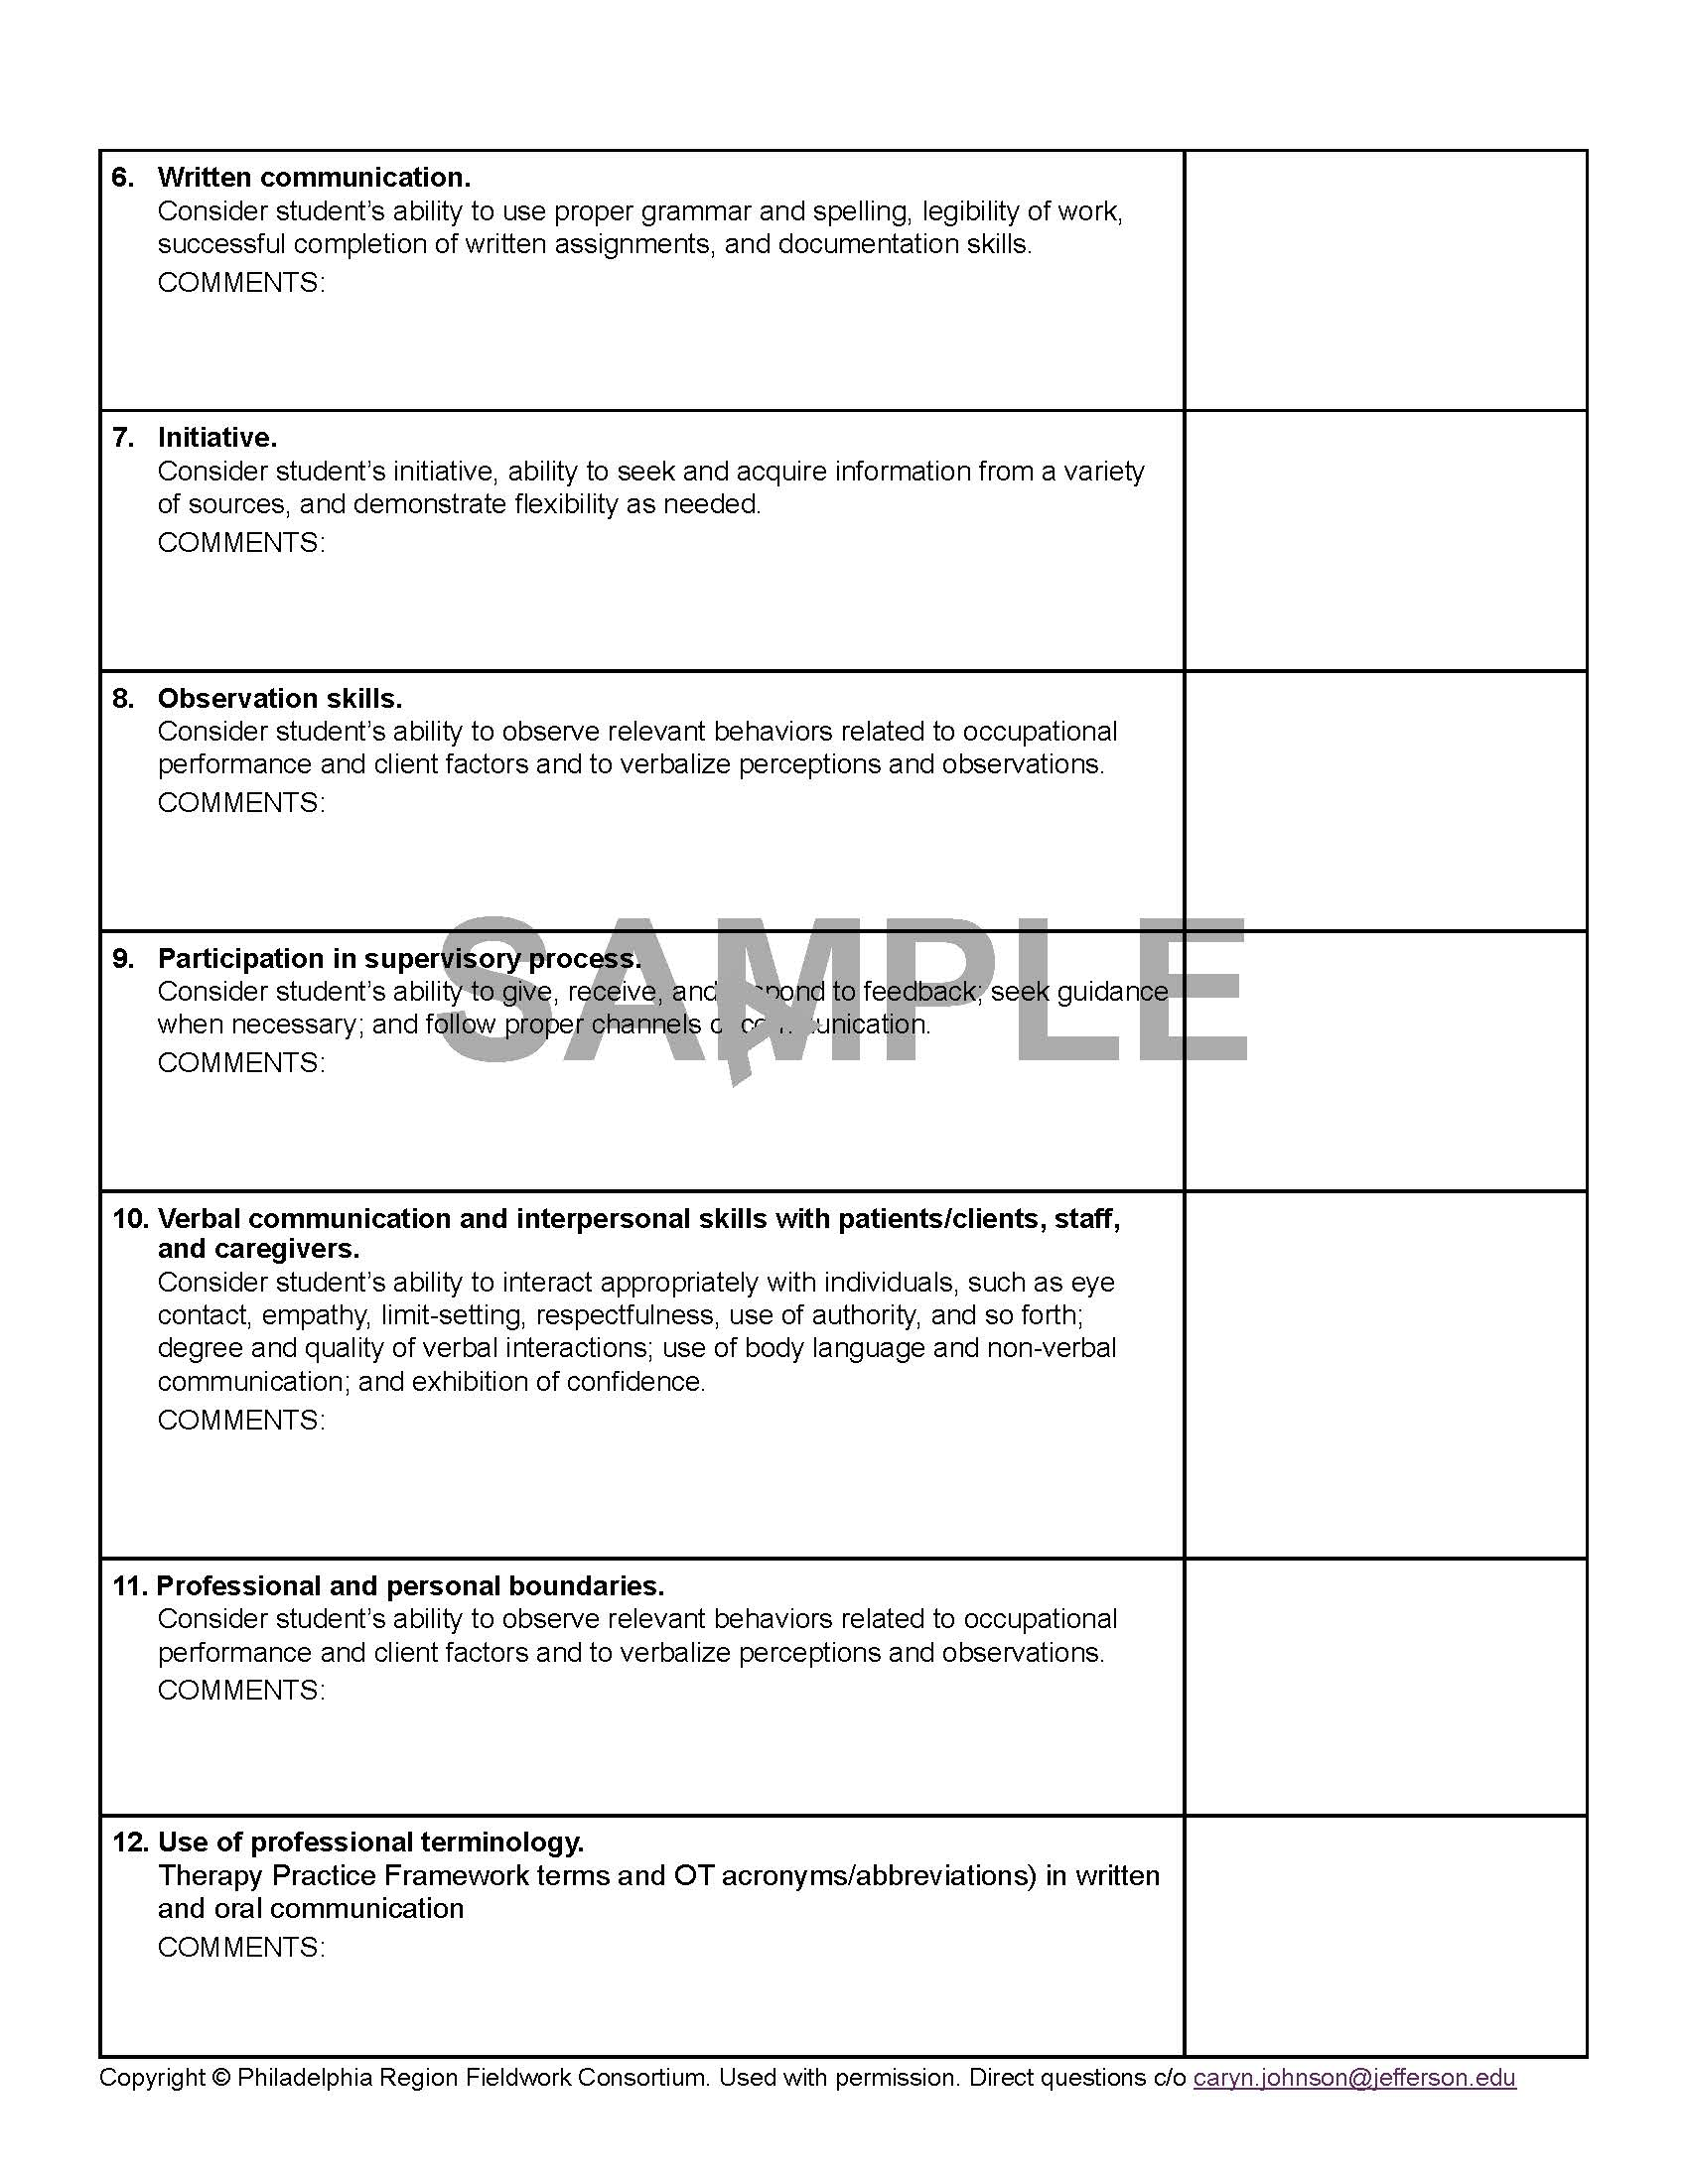 6. Written communication.
Consider student’s ability to use proper grammar and spelling, legibility of work,
successful completion of written assignments, and documentation skills.
COMMENTS:
7. Initiative.
Consider student’s initiative, ability to seek and acquire information from a variety
of sources, and demonstrate flexibility as needed.
COMMENTS:
8. Observation skills.
Consider student’s ability to observe relevant behaviors related to occupational
performance and client factors and to verbalize perceptions and observations.
COMMENTS:
SAMPLE
9. Participation in supervisory process.
Consider student’s ability to give, receive, and respond to feedback; seek guidance
when necessary; and follow proper channels of communication.
COMMENTS:
10. Verbal communication and interpersonal skills with patients/clients, staff,
and caregivers.
Consider student’s ability to interact appropriately with individuals, such as eye
contact, empathy, limit-setting, respectfulness, use of authority, and so forth;
degree and quality of verbal interactions; use of body language and non-verbal
communication; and exhibition of confidence.
COMMENTS:
11. Professional and personal boundaries.
Consider student’s ability to observe relevant behaviors related to occupational
performance and client factors and to verbalize perceptions and observations.
COMMENTS:
12. Use of professional terminology.
Therapy Practice Framework terms and OT acronyms/abbreviations) in written
and oral communication
COMMENTS:
Copyright © Philadelphia Region Fieldwork Consortium. Used with permission. Direct questions c/o caryn.johnson@jefferson.edu